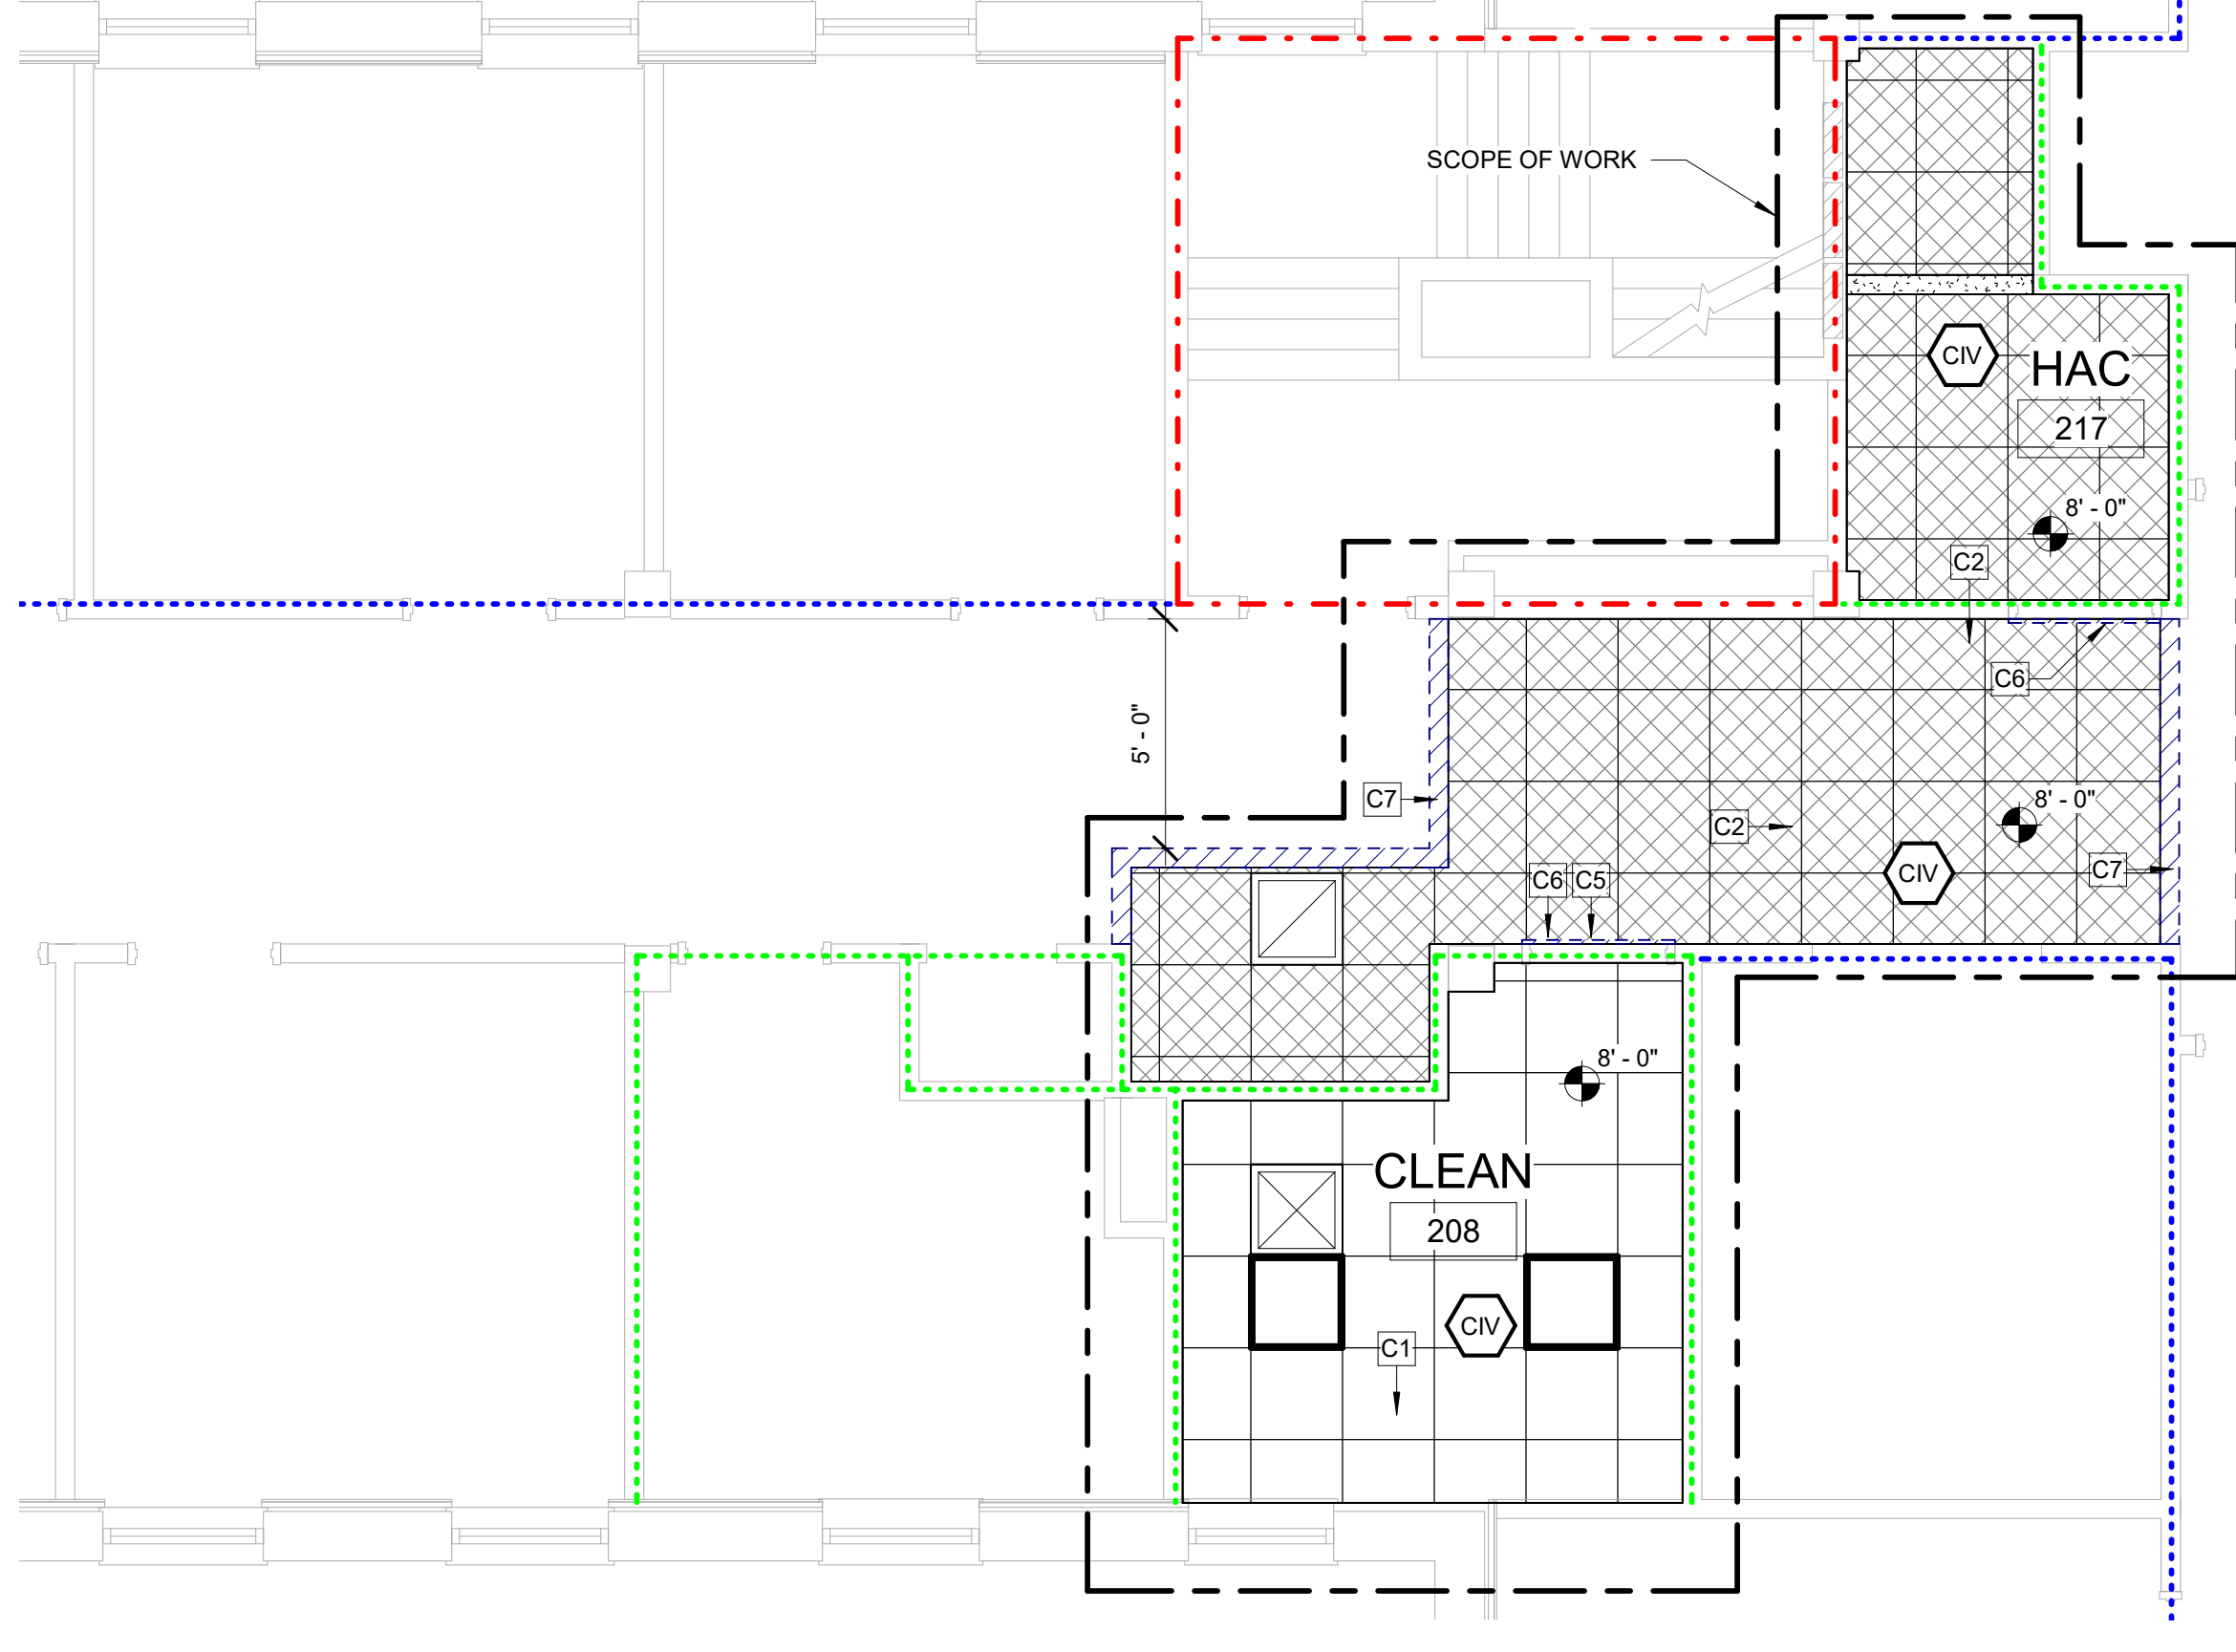 SCOPE OF WORK
CIV
HAC
217
8' - 0"
C2
C6
5' - 0"
C7
C2
8' - 0"
C6
C5
CIV
C7
8' - 0"
CLEAN
208
CIV
C1